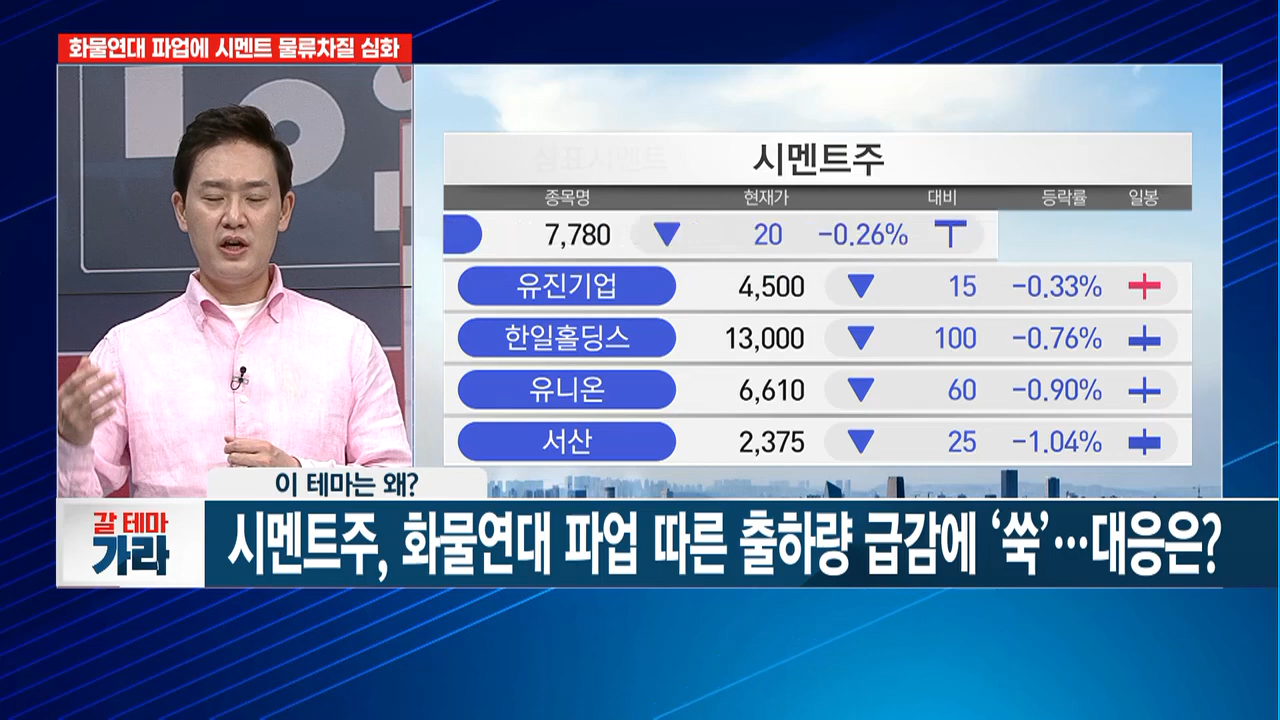 화물연대 파업에 시멘트 물류차질 심화
시멘트주
종목명 현재가 대비 등락률 일봉
7,780 ▼ 20 -0.26%
유진기업 4,500 ▼ 15 -0.33%
한일홀딩스 13,000 ▼ 100 -0.76%
유니온 6,610 ▼ 60 -0.90%
서산 2,375 ▼ 25 -1.04%
이 테마는 왜?
갈 테마
가라
시멘트주, 화물연대 파업 따른 출하량 급감에 ‘쑥’…대응은?